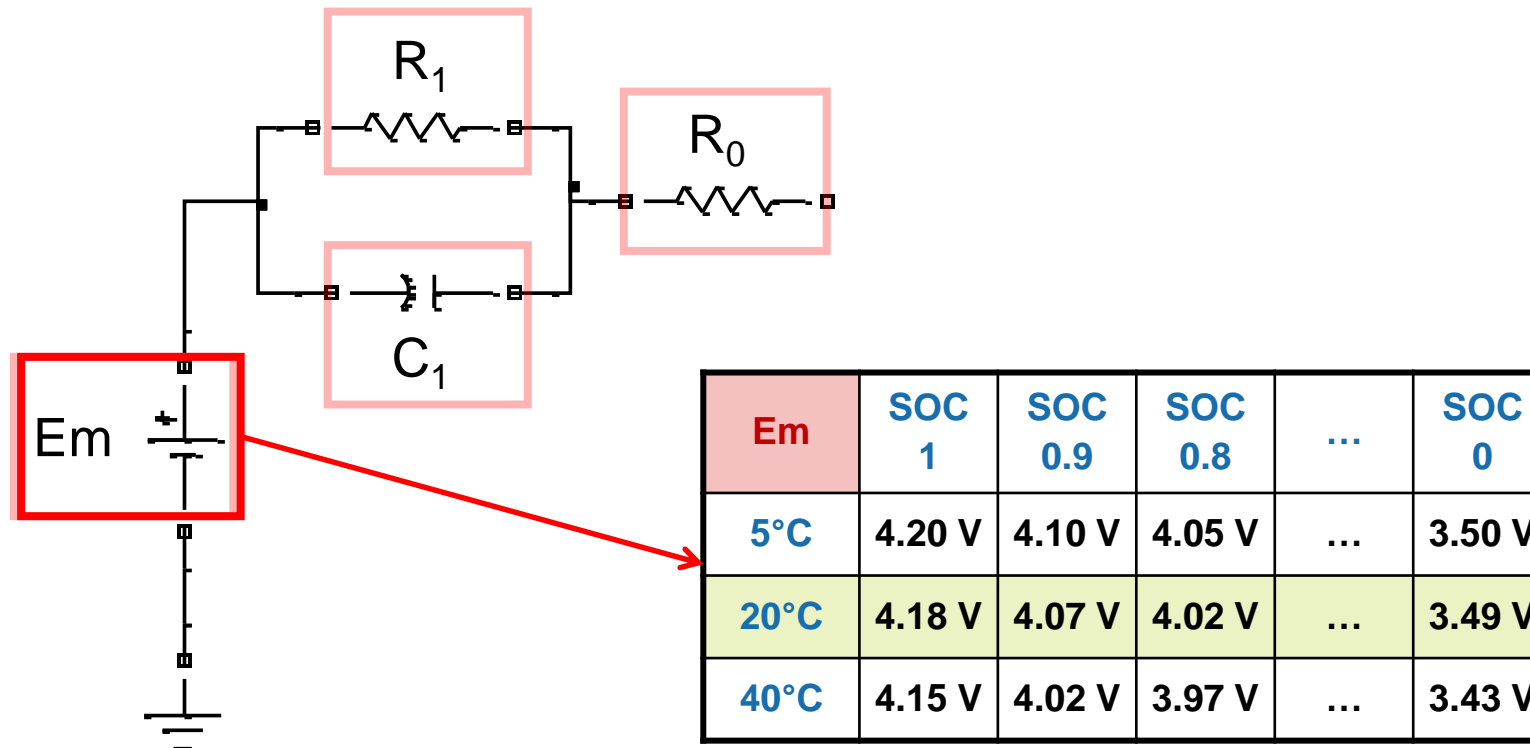 R₁
R₀
C₁
Em
Em SOC 1 SOC 0.9 SOC 0.8 … SOC 0
5°C 4.20 V 4.10 V 4.05 V … 3.50 V
20°C 4.18 V 4.07 V 4.02 V … 3.49 V
40°C 4.15 V 4.02 V 3.97 V … 3.43 V